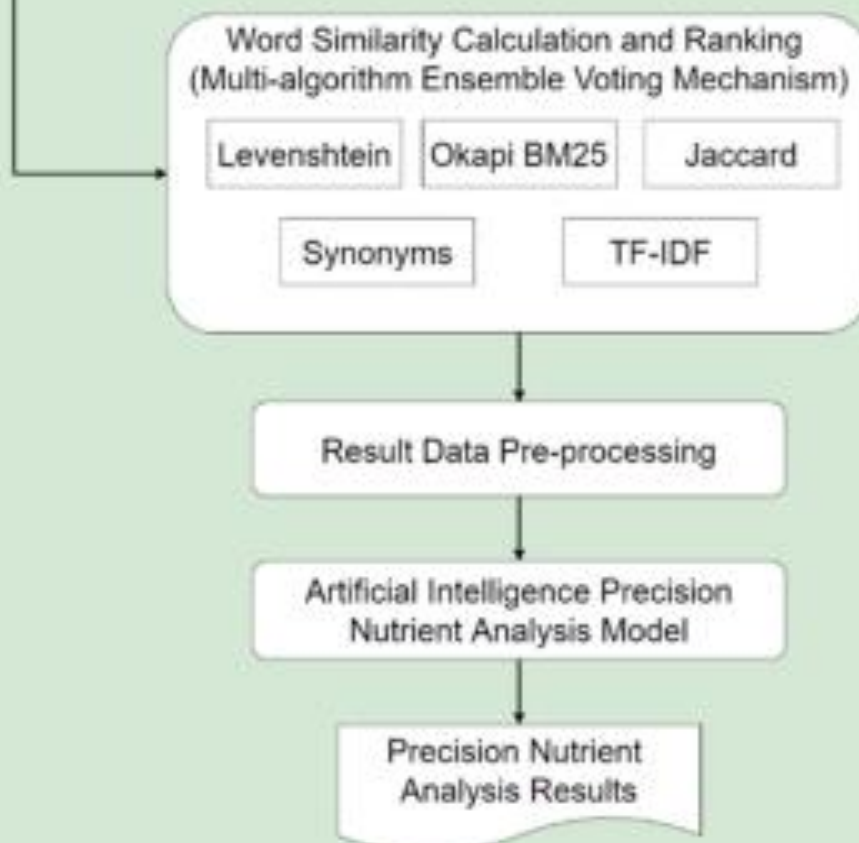 Word Similarity Calculation and Ranking
(Multi-algorithm Ensemble Voting Mechanism)
Levenshtein
Okapi BM25
Jaccard
Synonyms
TF-IDF
Result Data Pre-processing
Artificial Intelligence Precision
Nutrient Analysis Model
Precision Nutrient
Analysis Results